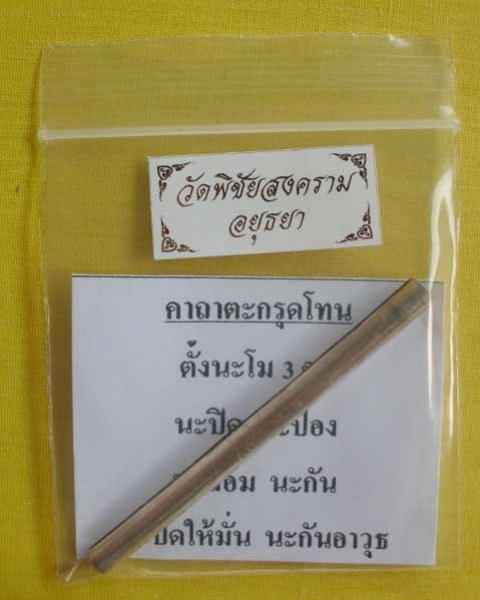 วัดพิชัยสงคราม
อยุธยา
คาถาตะกรุดโทน
ตั้งนะโม 3
นะปิด
นะกัน
ปิดให้มั่น นะกันอาวุธ